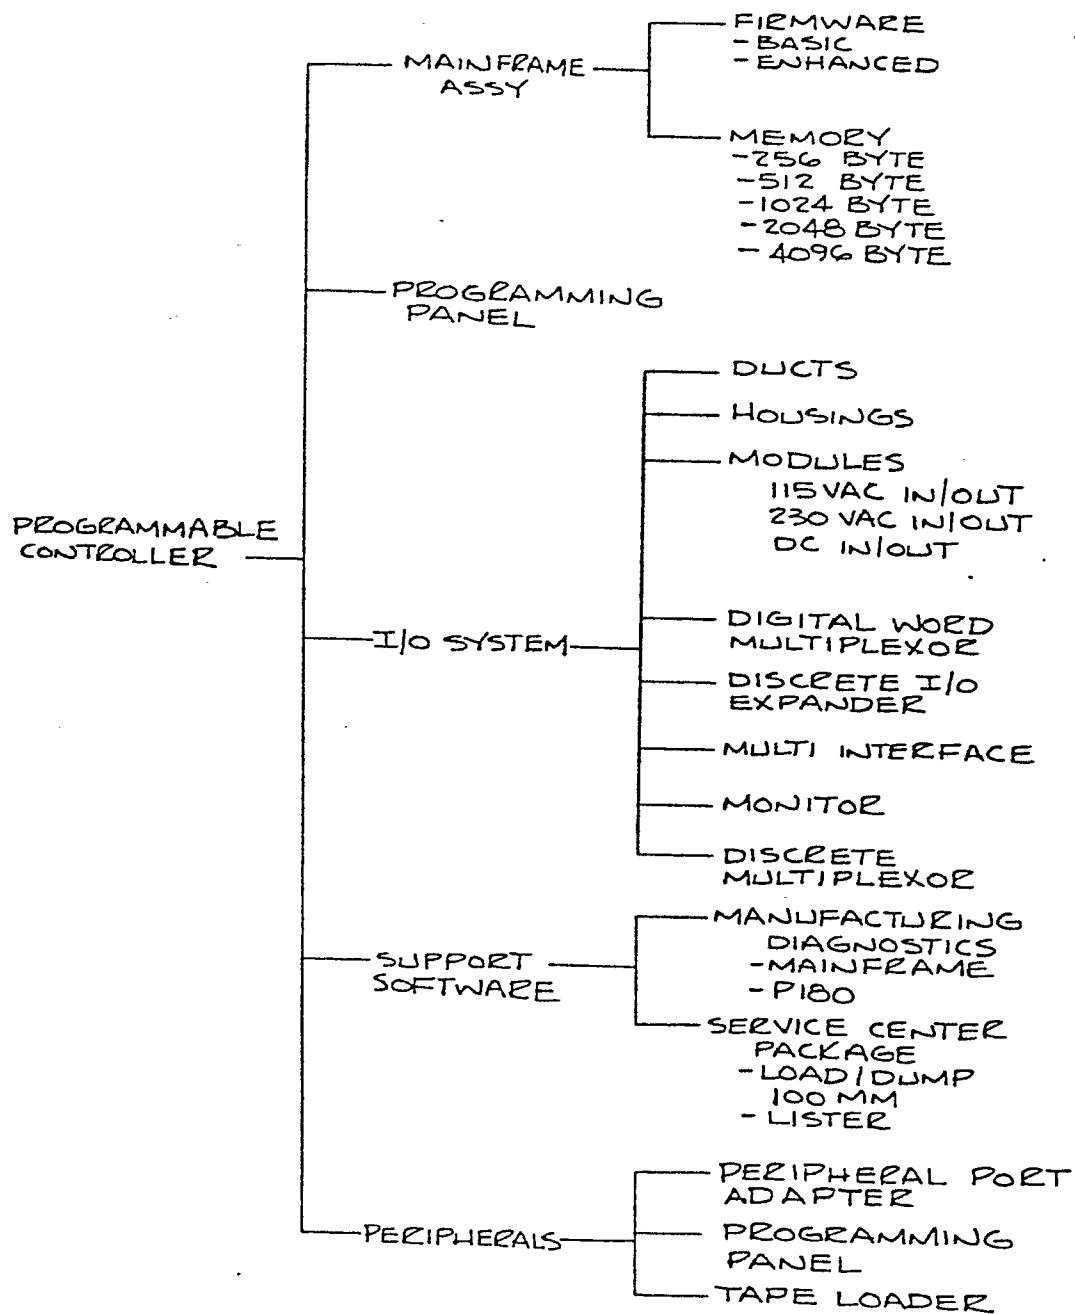 PROGRAMMABLE
CONTROLLER
MAINFRAME
ASSY
FIRMWARE
- BASIC
- ENHANCED
MEMORY
-256 BYTE
-512 BYTE
-1024 BYTE
-2048 BYTE
- 4096 BYTE
PROGRAMMING
PANEL
I/O SYSTEM
DUCTS
HOUSINGS
MODULES
115 VAC IN/OUT
230 VAC IN/OUT
DC IN/OUT
DIGITAL WORD
MULTIPLEXOR
DISCRETE I/O
EXPANDER
MULTI INTERFACE
MONITOR
DISCRETE
MULTIPLEXOR
SUPPORT
SOFTWARE
MANUFACTURING
DIAGNOSTICS
-MAINFRAME
-P180
SERVICE CENTER
PACKAGE
-LOAD/DUMP
100 MM
- LISTER
PERIPHERALS
PERIPHERAL PORT
ADAPTER
PROGRAMMING
PANEL
TAPE LOADER